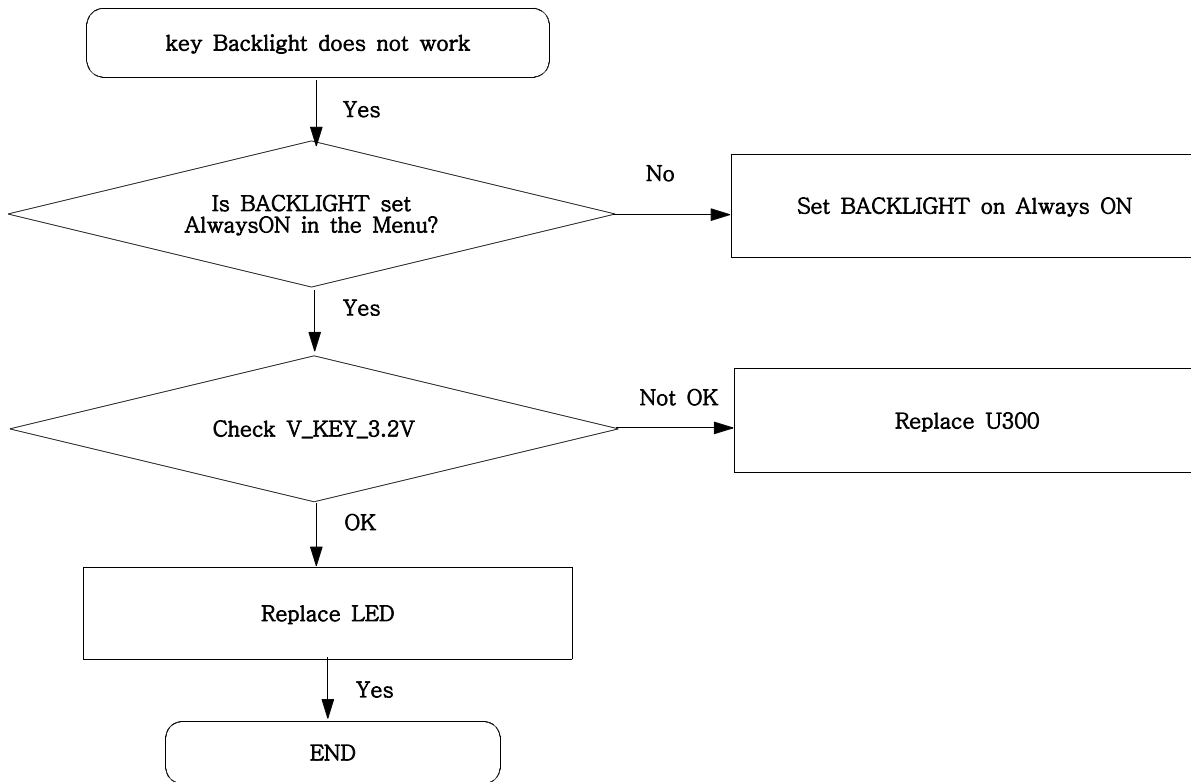 key Backlight does not work
Yes
Is BACKLIGHT set
AlwaysON in the Menu?
No
Set BACKLIGHT on Always ON
Yes
Check V_KEY_3.2V
Not OK
Replace U300
OK
Replace LED
Yes
END